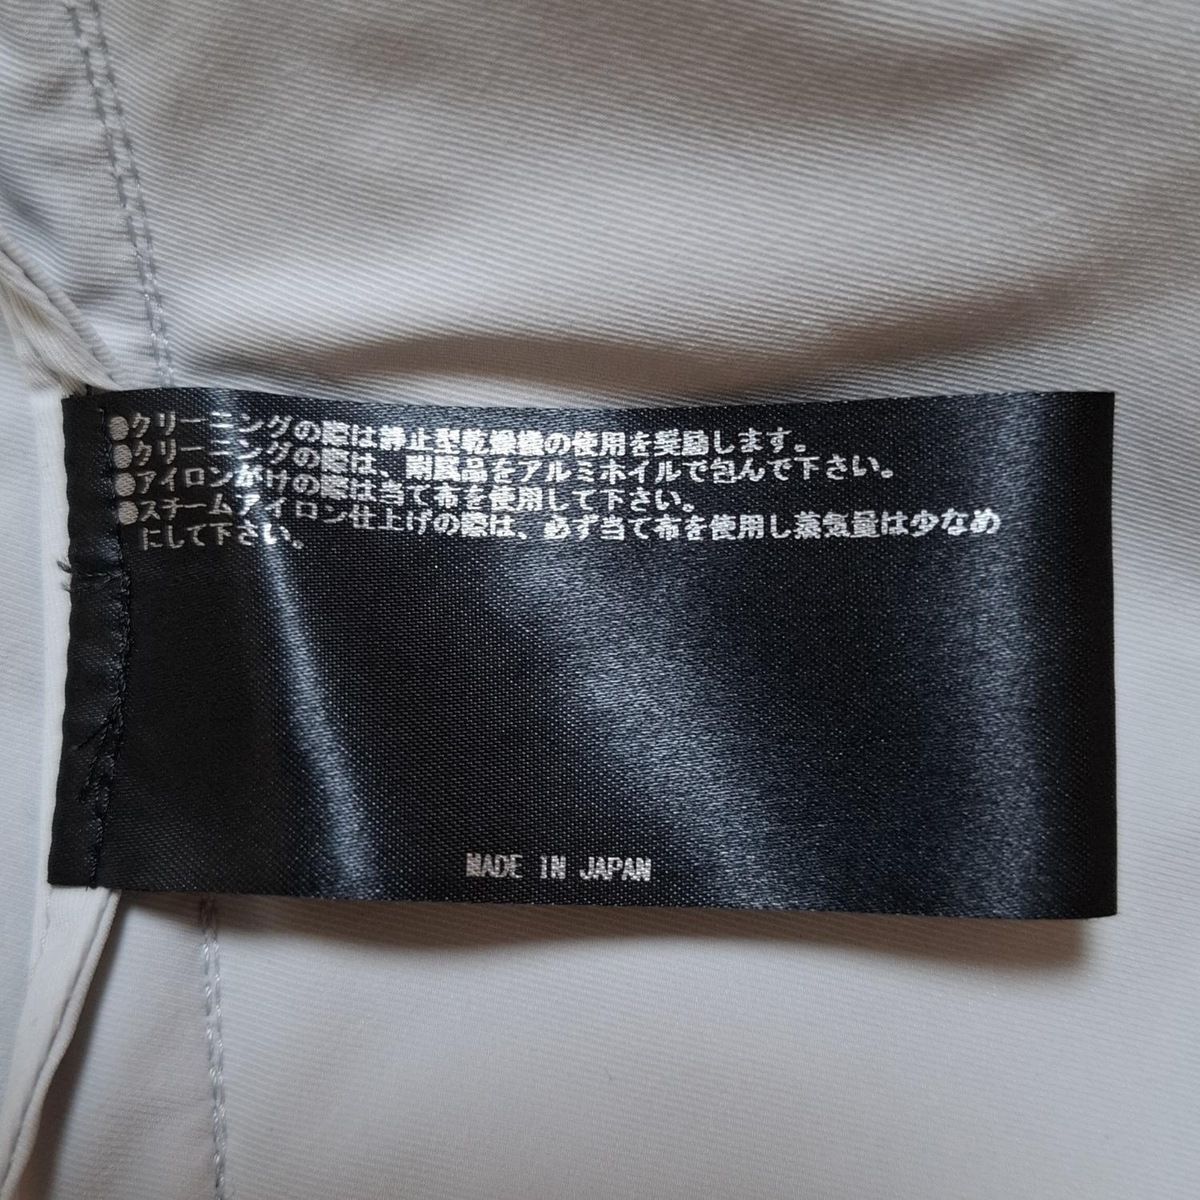 ●クリーニングの際は静止型乾燥機の使用を奨励します。
●クリーニングの際は、附属品をアルミホイルで包んで下さい。
●アイロンがけの際は当て布を使用して下さい。
●スチームアイロン仕上げの際は、必ず当て布を使用し蒸気量は少なめ
にして下さい。
MADE IN JAPAN